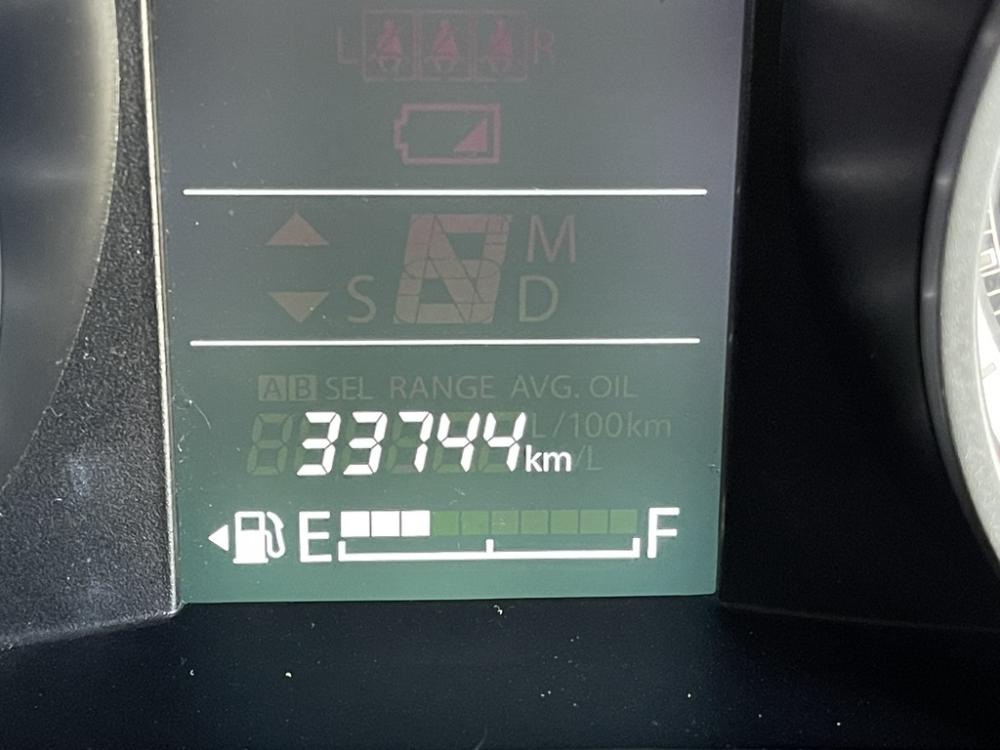 L R
M
S D
A B SEL RANGE AVG. OIL
L/100km
33744 km
/L
E F